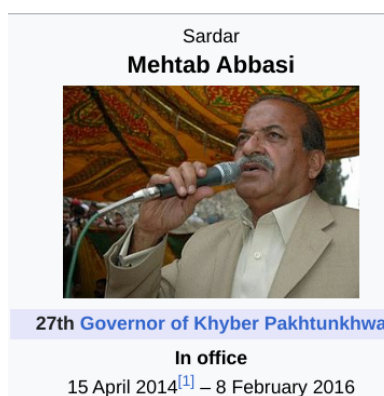 Sardar
Mehtab Abbasi
27th Governor of Khyber Pakhtunkhwa
In office
15 April 2014[1] – 8 February 2016